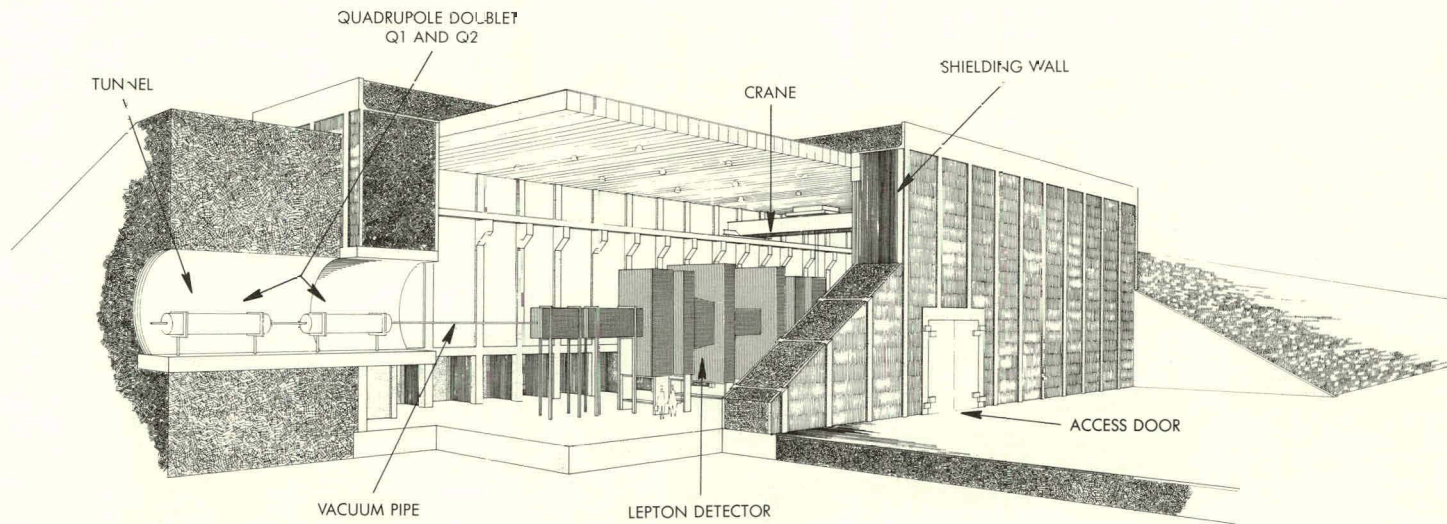 QUADRUPOLE DOUBLET
Q1 AND Q2
TUNNEL
CRANE
SHIELDING WALL
ACCESS DOOR
VACUUM PIPE
LEPTON DETECTOR